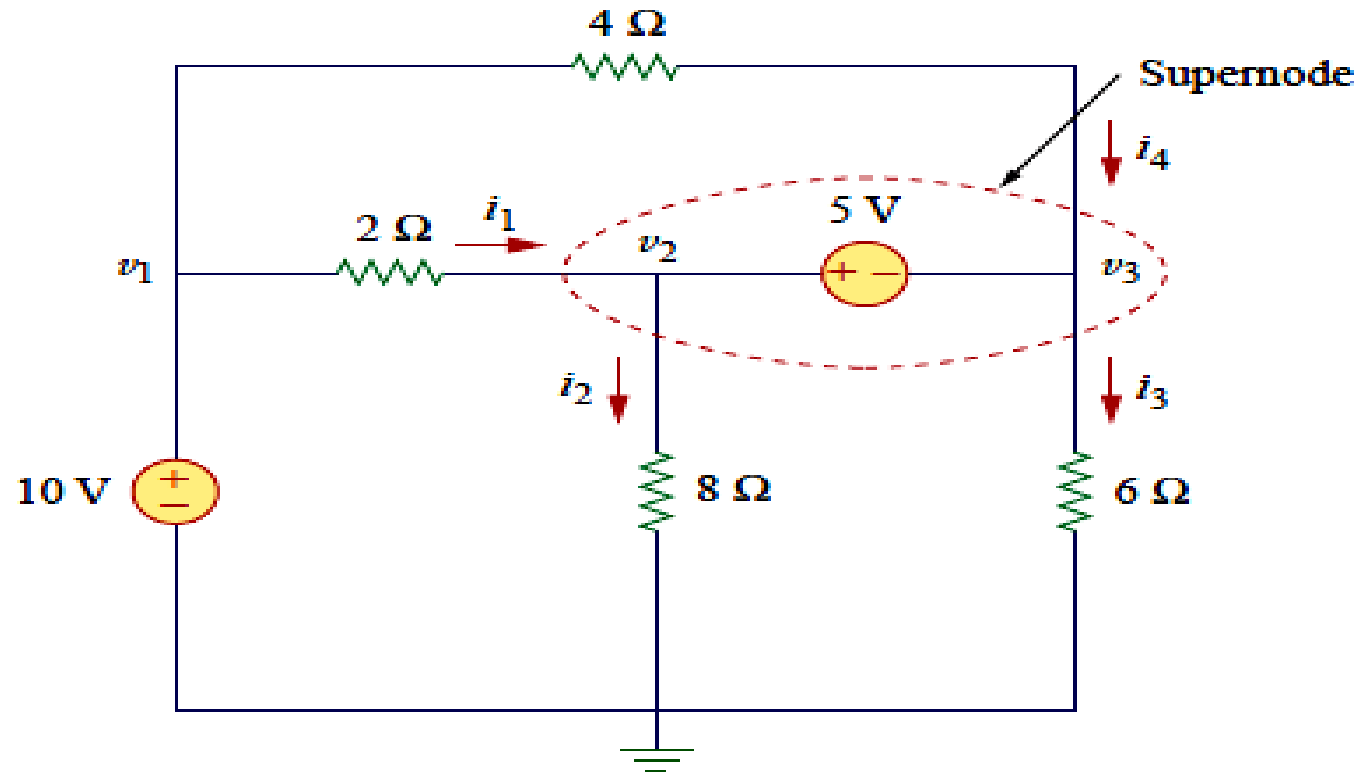 4 Ω
Supernode
i4
5 V
2 Ω
i1
v2
v1
v3
i2
i3
10 V
+
−
+ −
8 Ω
6 Ω